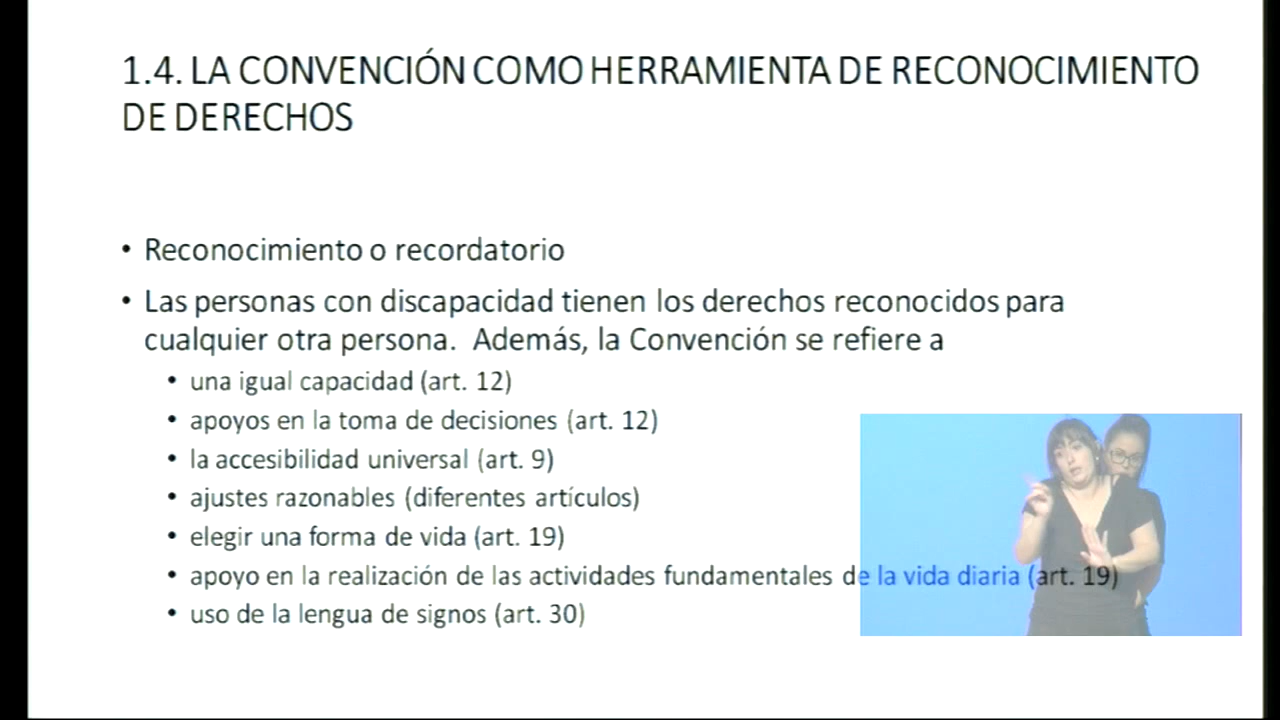 1.4. LA CONVENCIÓN COMO HERRAMIENTA DE RECONOCIMIENTO
DE DERECHOS
• Reconocimiento o recordatorio
• Las personas con discapacidad tienen los derechos reconocidos para
cualquier otra persona. Además, la Convención se refiere a
• una igual capacidad (art. 12)
• apoyos en la toma de decisiones (art. 12)
• la accesibilidad universal (art. 9)
• ajustes razonables (diferentes artículos)
• elegir una forma de vida (art. 19)
• apoyo en la realización de las actividades fundamentales de la vida diaria (art. 19)
• uso de la lengua de signos (art. 30)